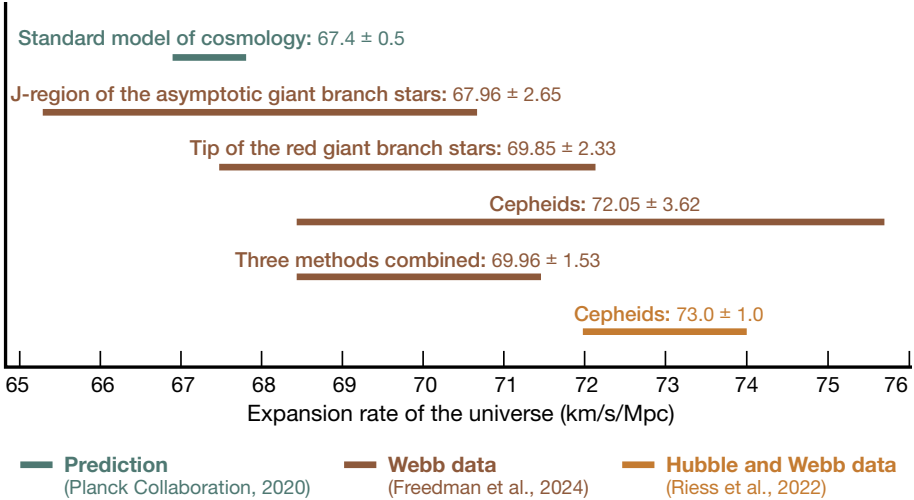 Standard model of cosmology: 67.4 ± 0.5
J-region of the asymptotic giant branch stars: 67.96 ± 2.65
Tip of the red giant branch stars: 69.85 ± 2.33
Cepheids: 72.05 ± 3.62
Three methods combined: 69.96 ± 1.53
Cepheids: 73.0 ± 1.0
65 66 67 68 69 70 71 72 73 74 75 76
Expansion rate of the universe (km/s/Mpc)
Prediction
(Planck Collaboration, 2020)
Webb data
(Freedman et al., 2024)
Hubble and Webb data
(Riess et al., 2022)